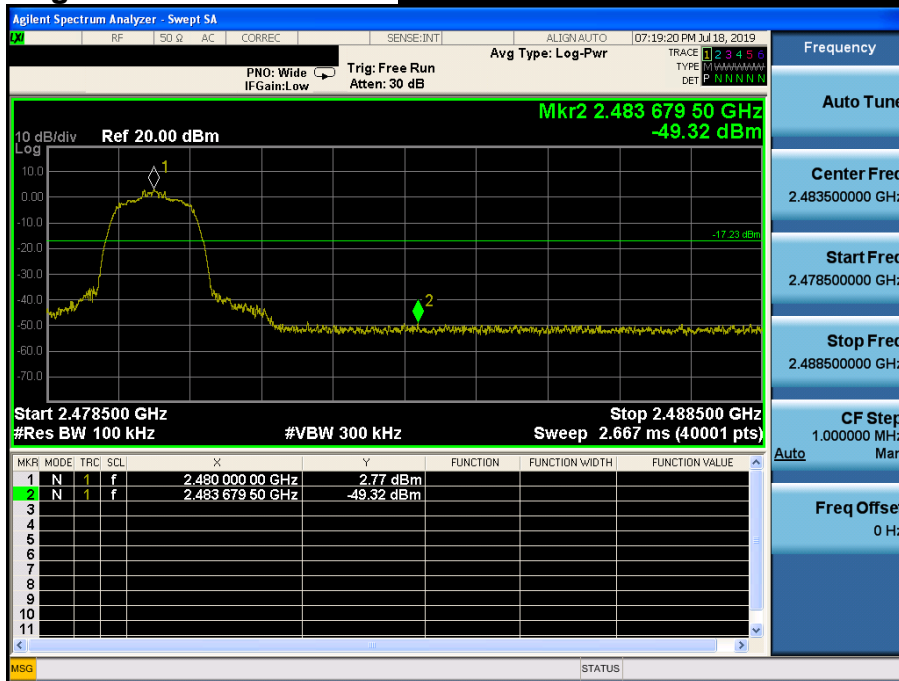 Agilent Spectrum Analyzer - Swept SA
LXI RF 50 Ω AC CORREC SENSE:INT ALIGN AUTO 07:19:20 PM Jul 18, 2019
Avg Type: Log-Pwr TRACE 1 2 3 4 5 6
PNO: Wide Trig: Free Run TYPE M WWWWW
IFGain:Low Atten: 30 dB DET P N N N N N
Mkr2 2.483 679 50 GHz
-49.32 dBm
10 dB/div Ref 20.00 dBm
Log
10.0
0.00
-10.0
-20.0
-30.0
-40.0
-50.0
-60.0
-70.0
1
-17.23 dBm
2
Start 2.478500 GHz Stop 2.488500 GHz
#Res BW 100 kHz #VBW 300 kHz Sweep 2.667 ms (40001 pts)
MKR MODE TRC SCL X Y FUNCTION FUNCTION WIDTH FUNCTION VALUE
1 N 1 f 2.480 000 00 GHz 2.77 dBm
2 N 1 f 2.483 679 50 GHz -49.32 dBm
3
4
5
6
7
8
9
10
11
MSG STATUS
Frequency
Auto Tune
Center Freq
2.483500000 GHz
Start Freq
2.478500000 GHz
Stop Freq
2.488500000 GHz
CF Step
1.000000 MHz
Auto Man
Freq Offset
0 Hz